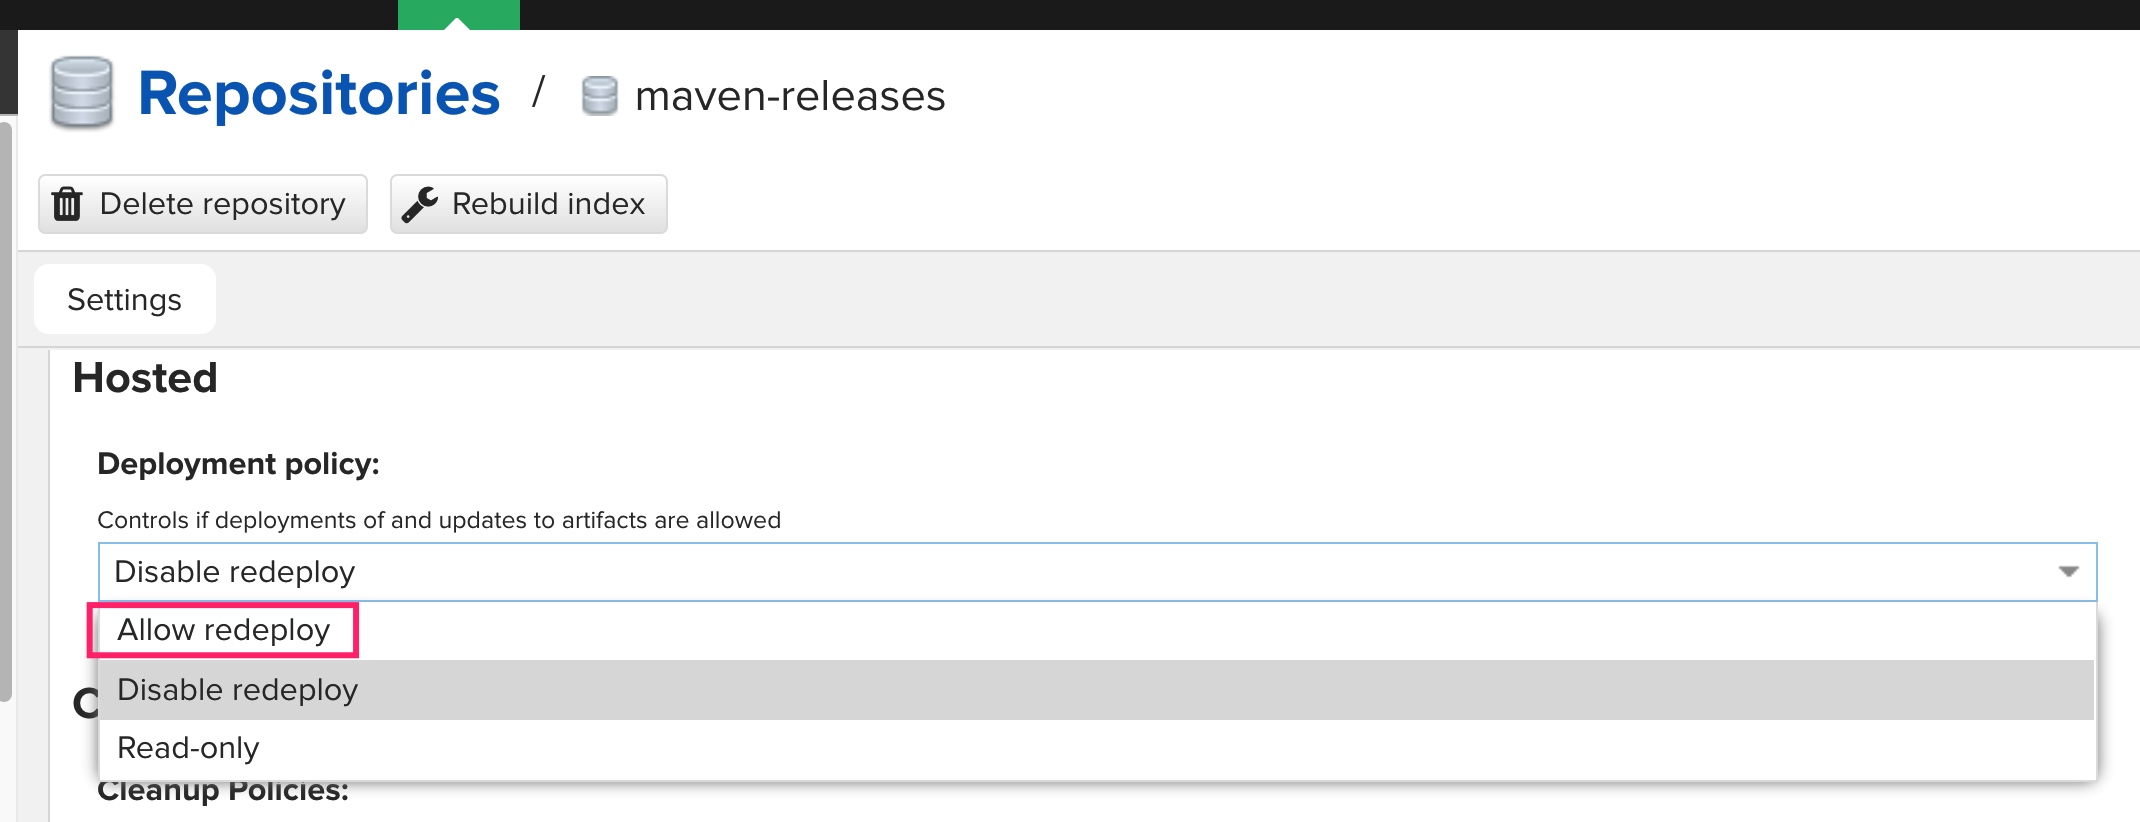 Repositories / maven-releases
Delete repository Rebuild index
Settings
Hosted
Deployment policy:
Controls if deployments of and updates to artifacts are allowed
Disable redeploy
Allow redeploy
Disable redeploy
C
Read-only
Cleanup Policies: